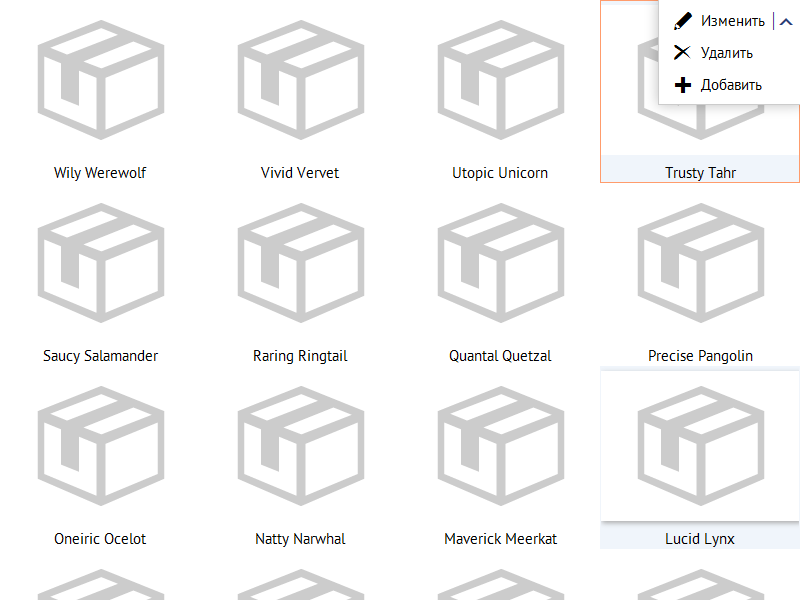 Изменить
Удалить
Добавить
Wily Werewolf
Vivid Vervet
Utopic Unicorn
Trusty Tahr
Saucy Salamander
Raring Ringtail
Quantal Quetzal
Precise Pangolin
Oneiric Ocelot
Natty Narwhal
Maverick Meerkat
Lucid Lynx